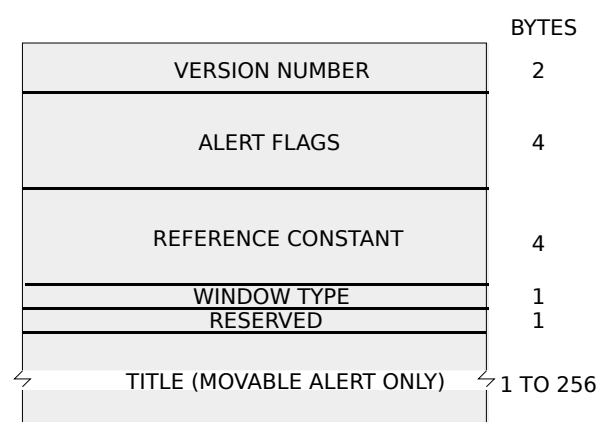 BYTES
VERSION NUMBER 2
ALERT FLAGS 4
REFERENCE CONSTANT 4
WINDOW TYPE 1
RESERVED 1
TITLE (MOVABLE ALERT ONLY) 1 TO 256